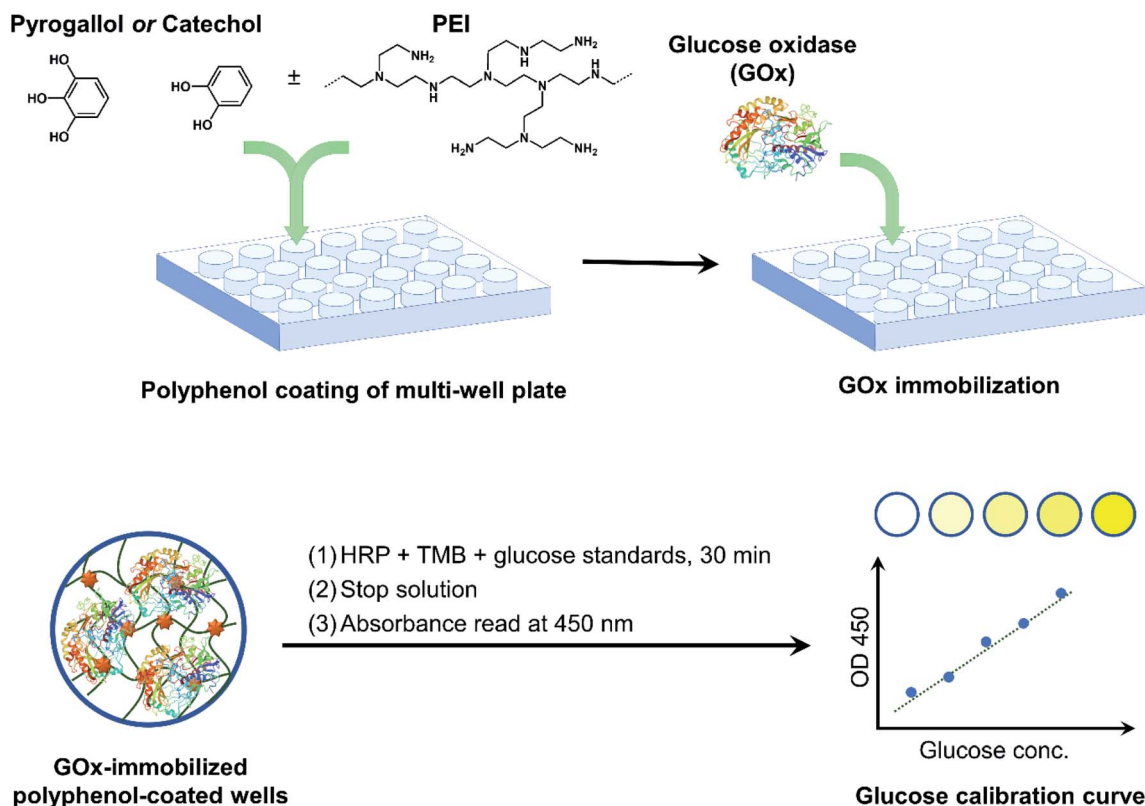 Pyrogallol or Catechol
PEI
Glucose oxidase
(GOx)
HO
HO
HO
HO
HO
±
NH2
N
N
H
N
N
H
NH2
N
H
N
N
H2N
NH2
Polyphenol coating of multi-well plate
GOx immobilization
(1) HRP + TMB + glucose standards, 30 min
(2) Stop solution
(3) Absorbance read at 450 nm
OD 450
Glucose conc.
GOx-immobilized
polyphenol-coated wells
Glucose calibration curve